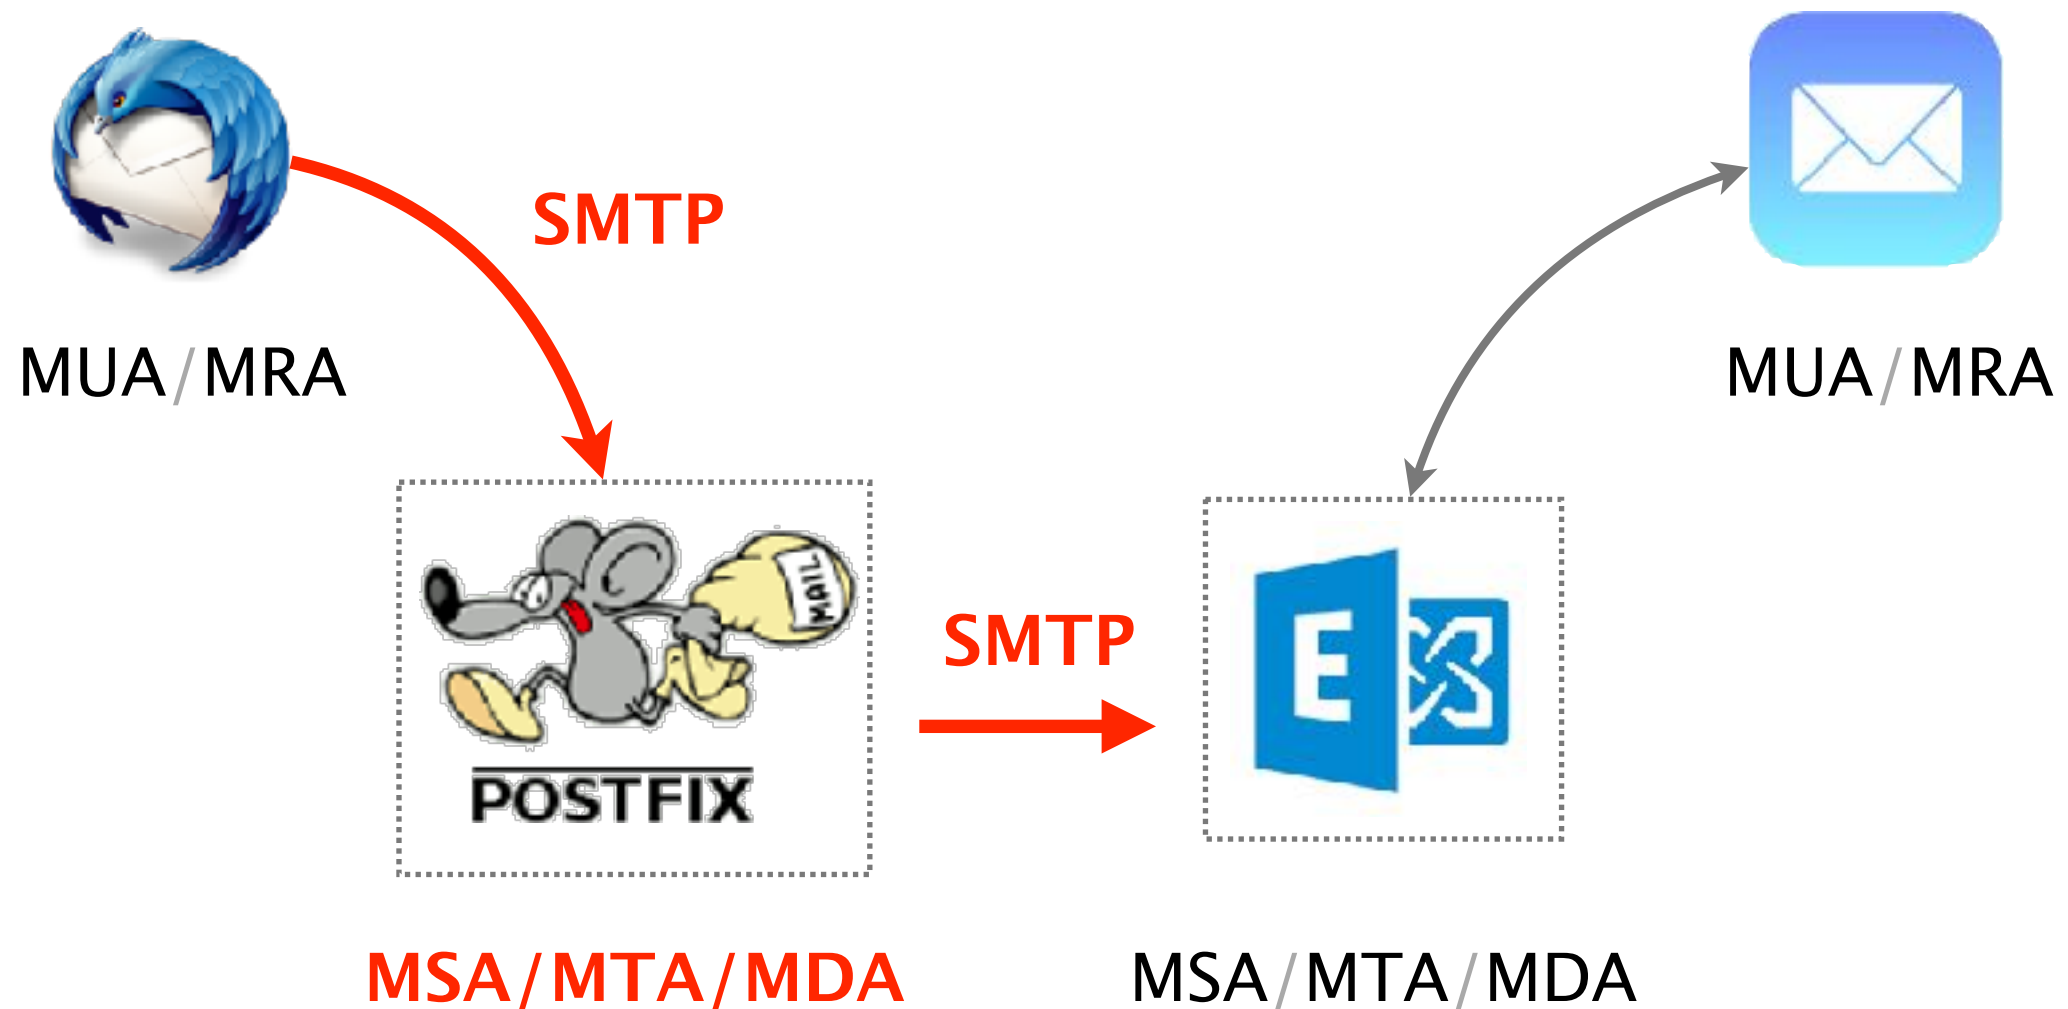 SMTP
MUA/MRA
MUA/MRA
MAIL
SMTP
E
POSTFIX
MSA/MTA/MDA
MSA/MTA/MDA